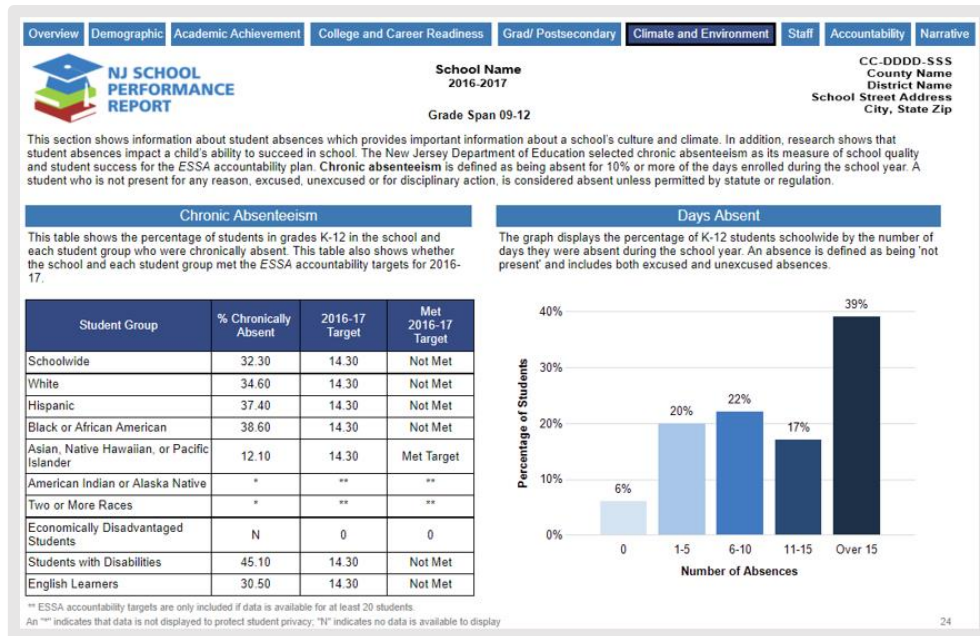 Overview Demographic Academic Achievement College and Career Readiness Grad/ Postsecondary Climate and Environment Staff Accountability Narrative
NJ SCHOOL
PERFORMANCE
REPORT
School Name
2016-2017
Grade Span 09-12
CC-DDDD-SSS
County Name
District Name
School Street Address
City, State Zip
This section shows information about student absences which provides important information about a school's culture and climate. In addition, research shows that
student absences impact a child's ability to succeed in school. The New Jersey Department of Education selected chronic absenteeism as its measure of school quality
and student success for the ESSA accountability plan. Chronic absenteeism is defined as being absent for 10% or more of the days enrolled during the school year. A
student who is not present for any reason, excused, unexcused or for disciplinary action, is considered absent unless permitted by statute or regulation.
Chronic Absenteeism
This table shows the percentage of students in grades K-12 in the school and
each student group who were chronically absent. This table also shows whether
the school and each student group met the ESSA accountability targets for 2016-
17.
Student Group % Chronically Absent 2016-17 Target Met 2016-17 Target
Schoolwide 32.30 14.30 Not Met
White 34.60 14.30 Not Met
Hispanic 37.40 14.30 Not Met
Black or African American 38.60 14.30 Not Met
Asian, Native Hawaiian, or Pacific Islander 12.10 14.30 Met Target
American Indian or Alaska Native * ** **
Two or More Races * ** **
Economically Disadvantaged Students N 0 0
Students with Disabilities 45.10 14.30 Not Met
English Learners 30.50 14.30 Not Met
** ESSA accountability targets are only included if data is available for at least 20 students.
An "*" indicates that data is not displayed to protect student privacy; "N" indicates no data is available to display
Days Absent
The graph displays the percentage of K-12 students schoolwide by the number of
days they were absent during the school year. An absence is defined as being 'not
present' and includes both excused and unexcused absences.
Percentage of Students
40%
30%
20%
10%
0%
6%
20%
22%
17%
39%
0 1-5 6-10 11-15 Over 15
Number of Absences
24